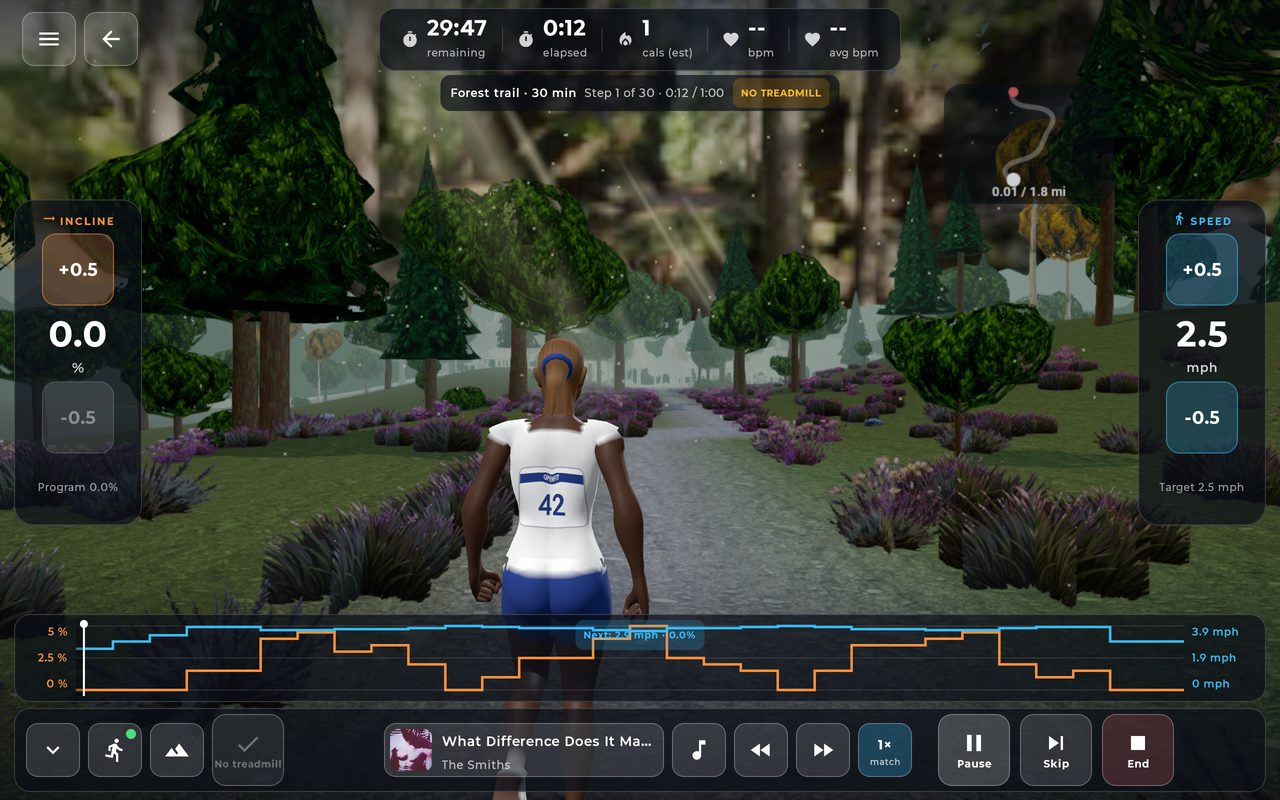 29:47
remaining
0:12
elapsed
1
cals (est)
--
bpm
--
avg bpm
Forest trail · 30 min Step 1 of 30 · 0:12 / 1:00 NO TREADMILL
0.01 / 1.8 mi
INCLINE
+0.5
0.0
%
-0.5
Program 0.0%
SPEED
+0.5
2.5
mph
-0.5
Target 2.5 mph
42
5 %
2.5 %
0 %
Next: 2.9 mph · 0.0%
3.9 mph
1.9 mph
0 mph
No treadmill
What Difference Does It Ma...
The Smiths
1×
match
Pause
Skip
End